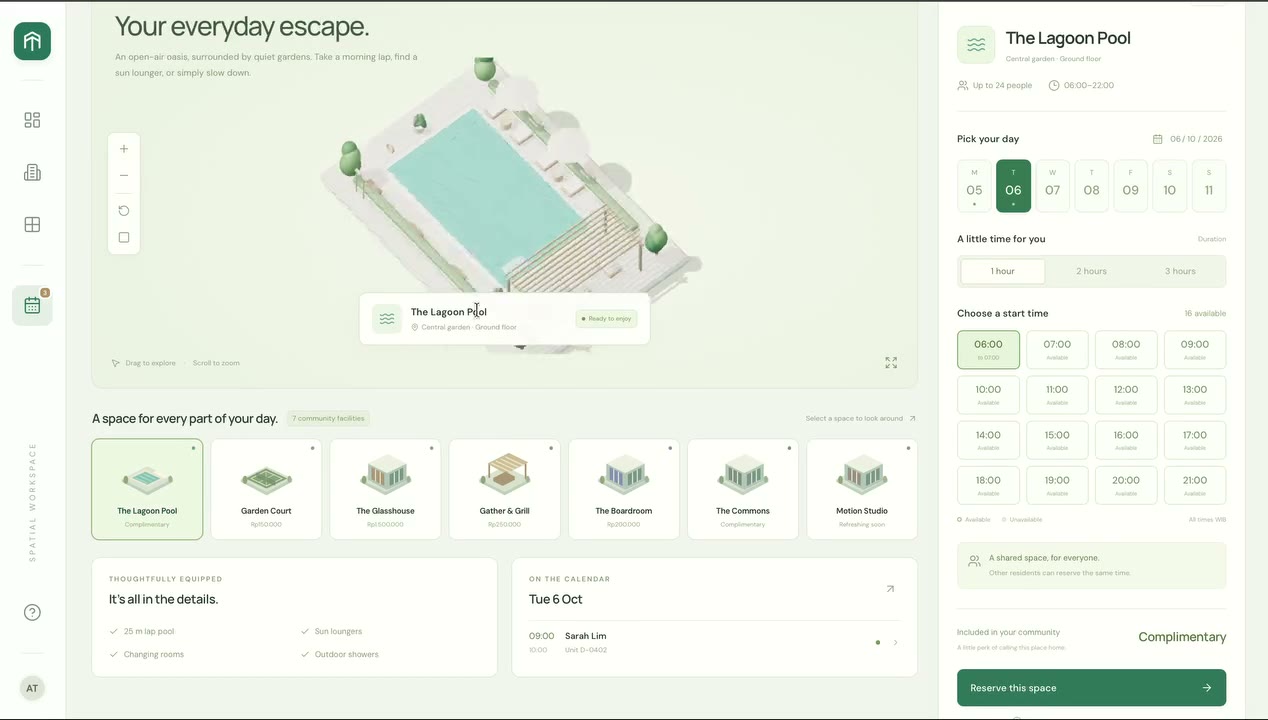 Your everyday escape.
An open-air oasis, surrounded by quiet gardens. Take a morning lap, find a
sun lounger, or simply slow down.
The Lagoon Pool
Central garden · Ground floor
Ready to enjoy
Drag to explore · Scroll to zoom
A space for every part of your day.
7 community facilities
Select a space to look around
The Lagoon Pool
Complimentary
Garden Court
Rp150.000
The Glasshouse
Rp1.500.000
Gather & Grill
Rp250.000
The Boardroom
Rp200.000
The Commons
Complimentary
Motion Studio
Refreshing soon
THOUGHTFULLY EQUIPPED
It's all in the details.
25 m lap pool
Sun loungers
Changing rooms
Outdoor showers
ON THE CALENDAR
Tue 6 Oct
09:00 Sarah Lim
10:00 Unit D-0402
3
SPATIAL WORKSPACE
AT
The Lagoon Pool
Central garden · Ground floor
Up to 24 people
06:00–22:00
Pick your day
06 / 10 / 2026
M T W T F S S
05 06 07 08 09 10 11
A little time for you
Duration
1 hour 2 hours 3 hours
Choose a start time
16 available
06:00 07:00 08:00 09:00
to 07:00 Available Available Available
10:00 11:00 12:00 13:00
Available Available Available Available
14:00 15:00 16:00 17:00
Available Available Available Available
18:00 19:00 20:00 21:00
Available Available Available Available
Available Unavailable All times WIB
A shared space, for everyone.
Other residents can reserve the same time.
Included in your community
A little perk of calling this place home.
Complimentary
Reserve this space